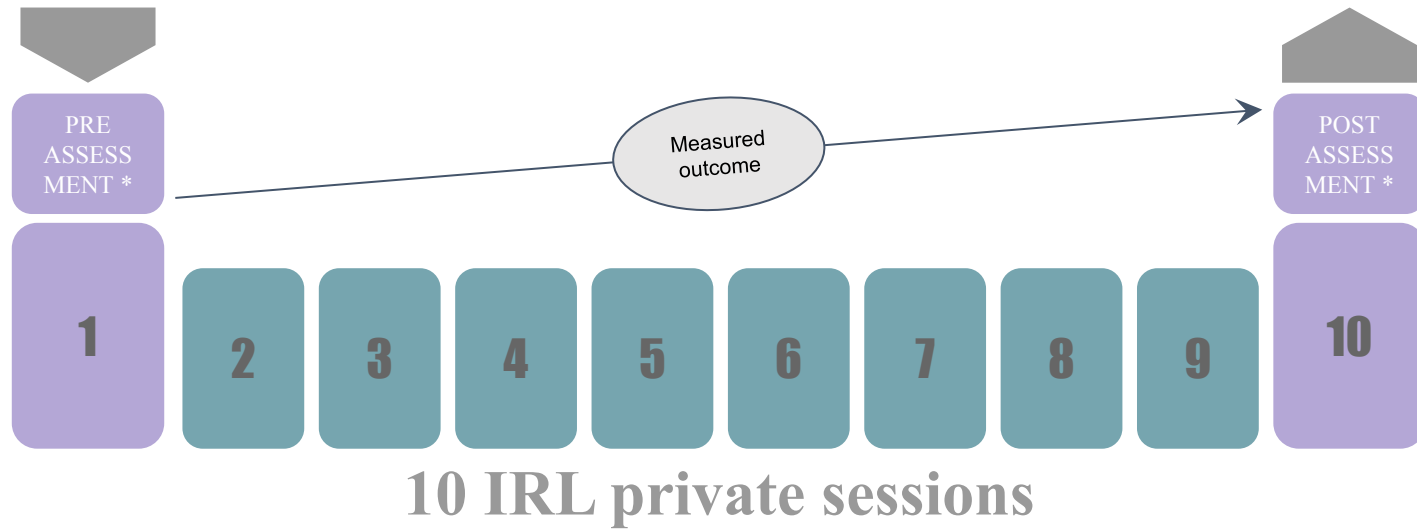 PRE
ASSESS
MENT *
Measured
outcome
POST
ASSESS
MENT *
1
2
3
4
5
6
7
8
9
10
10 IRL private sessions